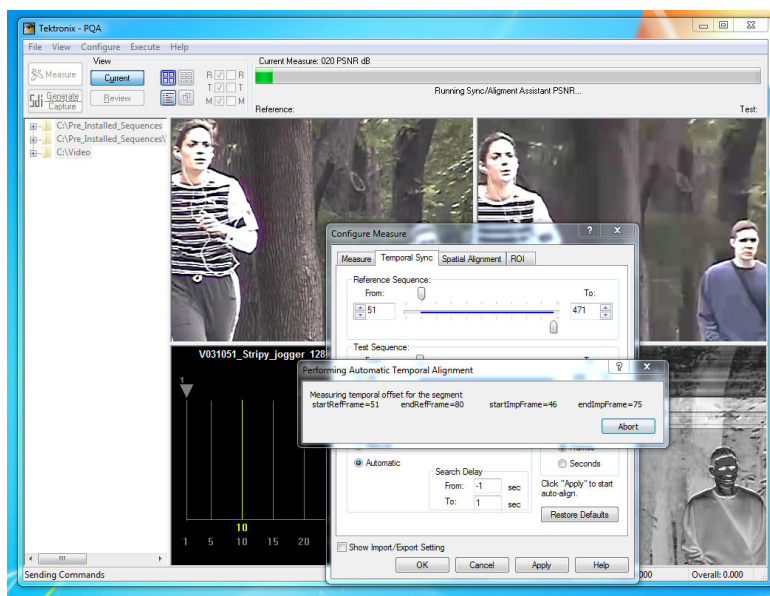 Tektronix - PQA
File View Configure Execute Help
View
Measure
Current
Generate
Capture
Review
R R
T T
M M
Current Measure: 020 PSNR dB
Running Sync/Aligment Assistant PSNR...
Reference: Test:
C:\Pre_Installed_Sequences
C:\Pre_Installed_Sequences\
C:\Video
Configure Measure
Measure Temporal Sync Spatial Alignment ROI
Reference Sequence:
From: To:
51 471
Test Sequence:
V031051_Stripy_jogger_128
1
Performing Automatic Temporal Alignment
Measuring temporal offset for the segment
startRefFrame=51 endRefFrame=80 startImpFrame=46 endImpFrame=75
Abort
Automatic
Seconds
Search Delay
From: -1 sec
To: 1 sec
Click "Apply" to start
auto-align.
Restore Defaults
10
1 5 10 15 20
Show Import/Export Setting
OK Cancel Apply Help
Sending Commands
000 Overall: 0.000